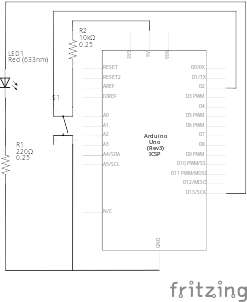 R2
10kΩ
0.25
LED1
Red (633nm)
3V3
5V
VIN
RESET
RESET2
AREF
IOREF
D0/RX
D1/TX
D2
D3 PWM
D4
S1
A0
A1
A2
A3
A4/SDA
A5/SCL
Arduino
Uno
(Rev3)
ICSP
D5 PWM
D6 PWM
D7
D8
D9 PWM
D10 PWM/SS
D11 PWM/MOSI
D12/MISO
D13/SCK
R1
220Ω
0.25
N/C
GND
fritzing